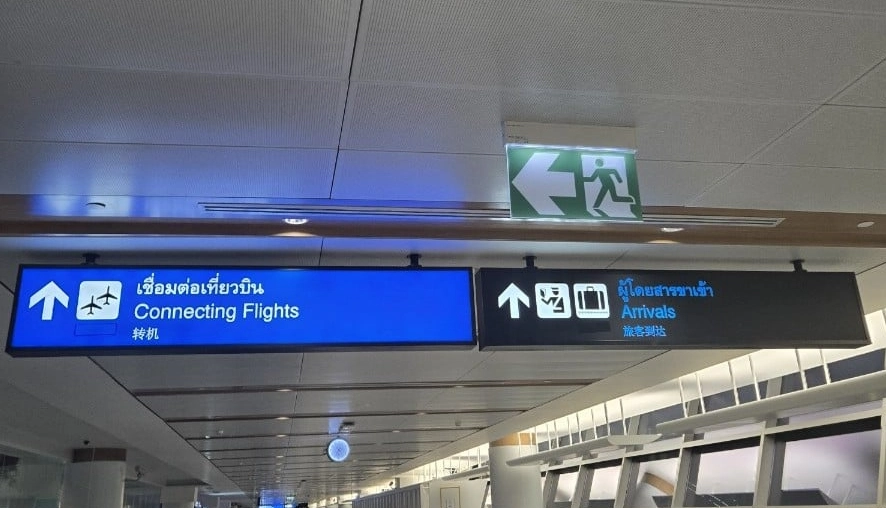 เชื่อมต่อเที่ยวบิน
Connecting Flights
转机
ผู้โดยสารขาเข้า
Arrivals
旅客到达